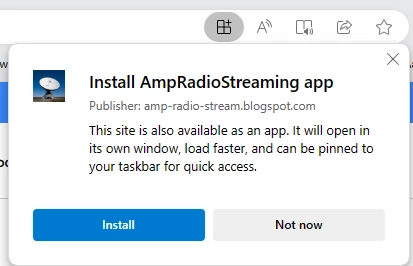 Install AmpRadioStreaming app
Publisher: amp-radio-stream.blogspot.com
This site is also available as an app. It will open in
its own window, load faster, and can be pinned to
your taskbar for quick access.
Install
Not now